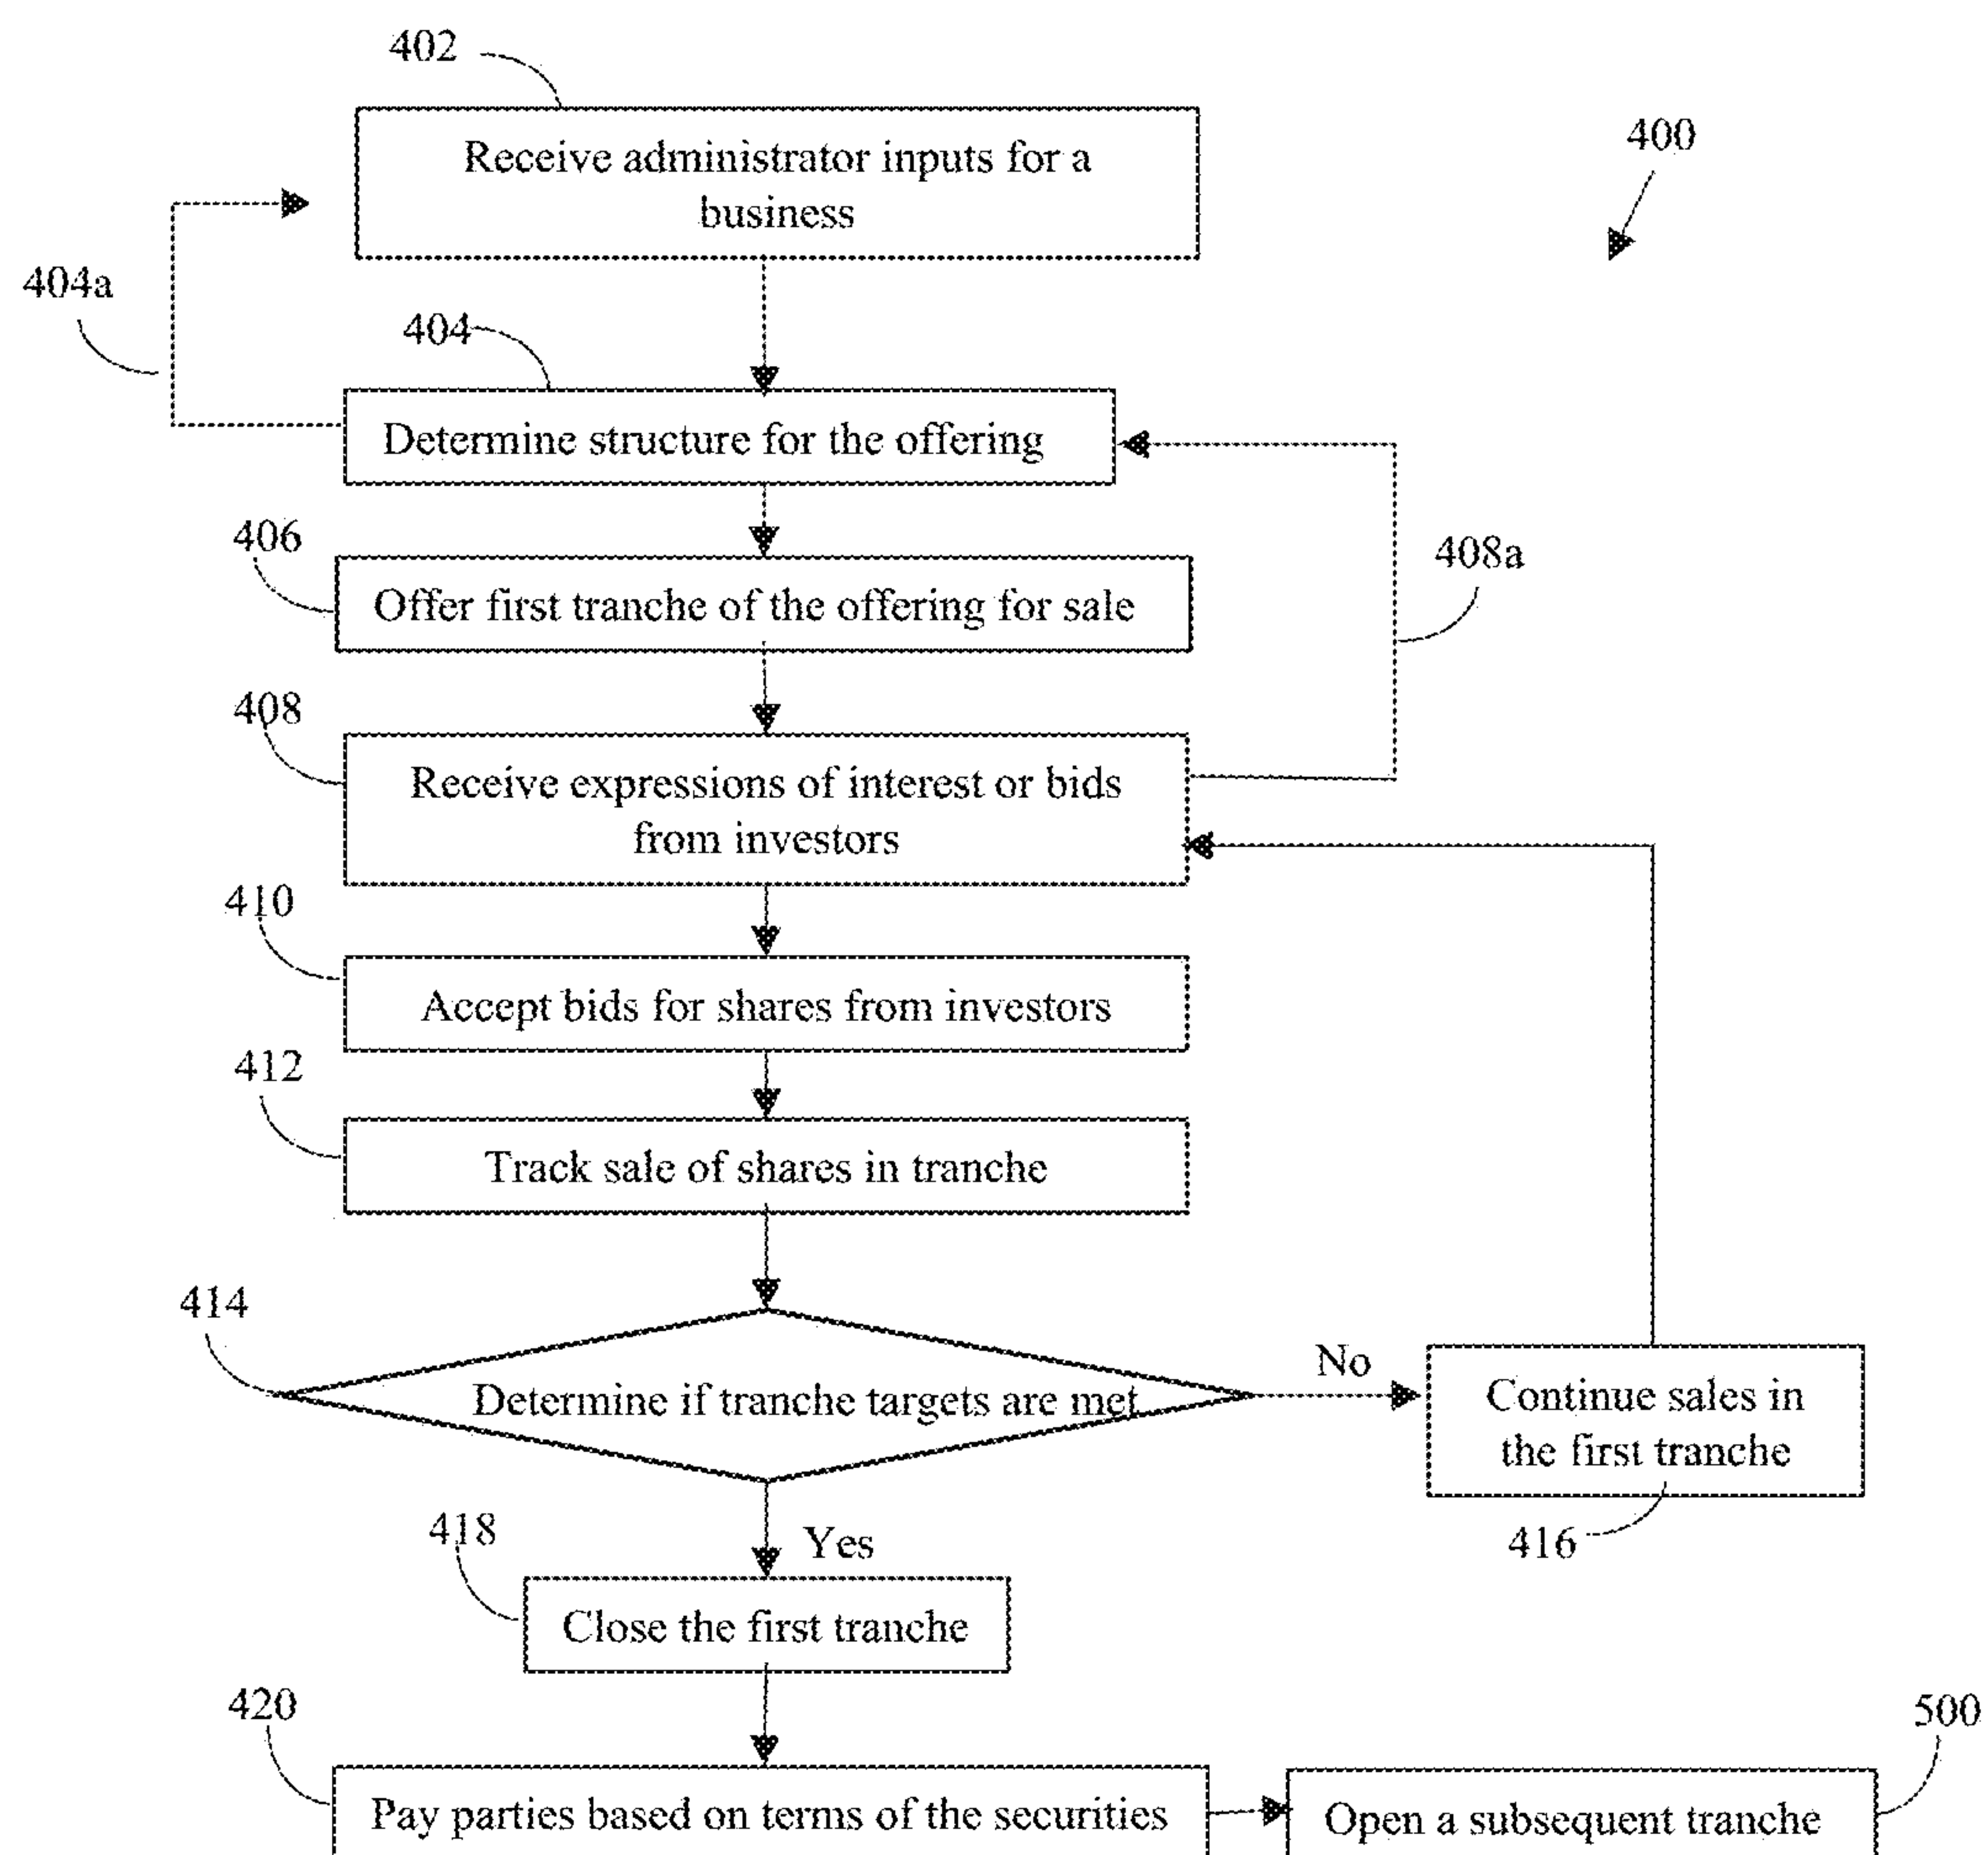 402
Receive administrator inputs for a
business
400
404a
404
Determine structure for the offering
406
Offer first tranche of the offering for sale
408a
408
Receive expressions of interest or bids
from investors
410
Accept bids for shares from investors
412
Track sale of shares in tranche
414
Determine if tranche targets are met
No
Continue sales in
the first tranche
416
418
Yes
Close the first tranche
420
Pay parties based on terms of the securities
500
Open a subsequent tranche